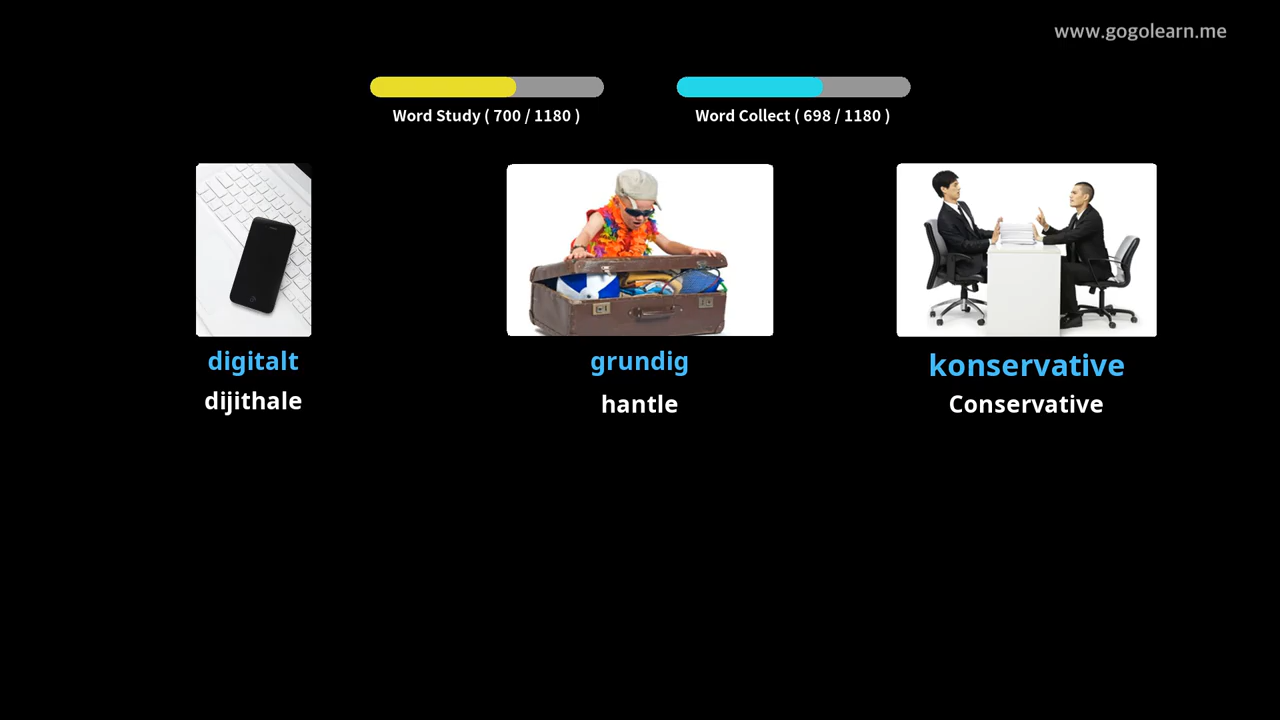 www.gogolearn.me
Word Study ( 700 / 1180 )
Word Collect ( 698 / 1180 )
digitalt
grundig
konservative
dijithale
hantle
Conservative